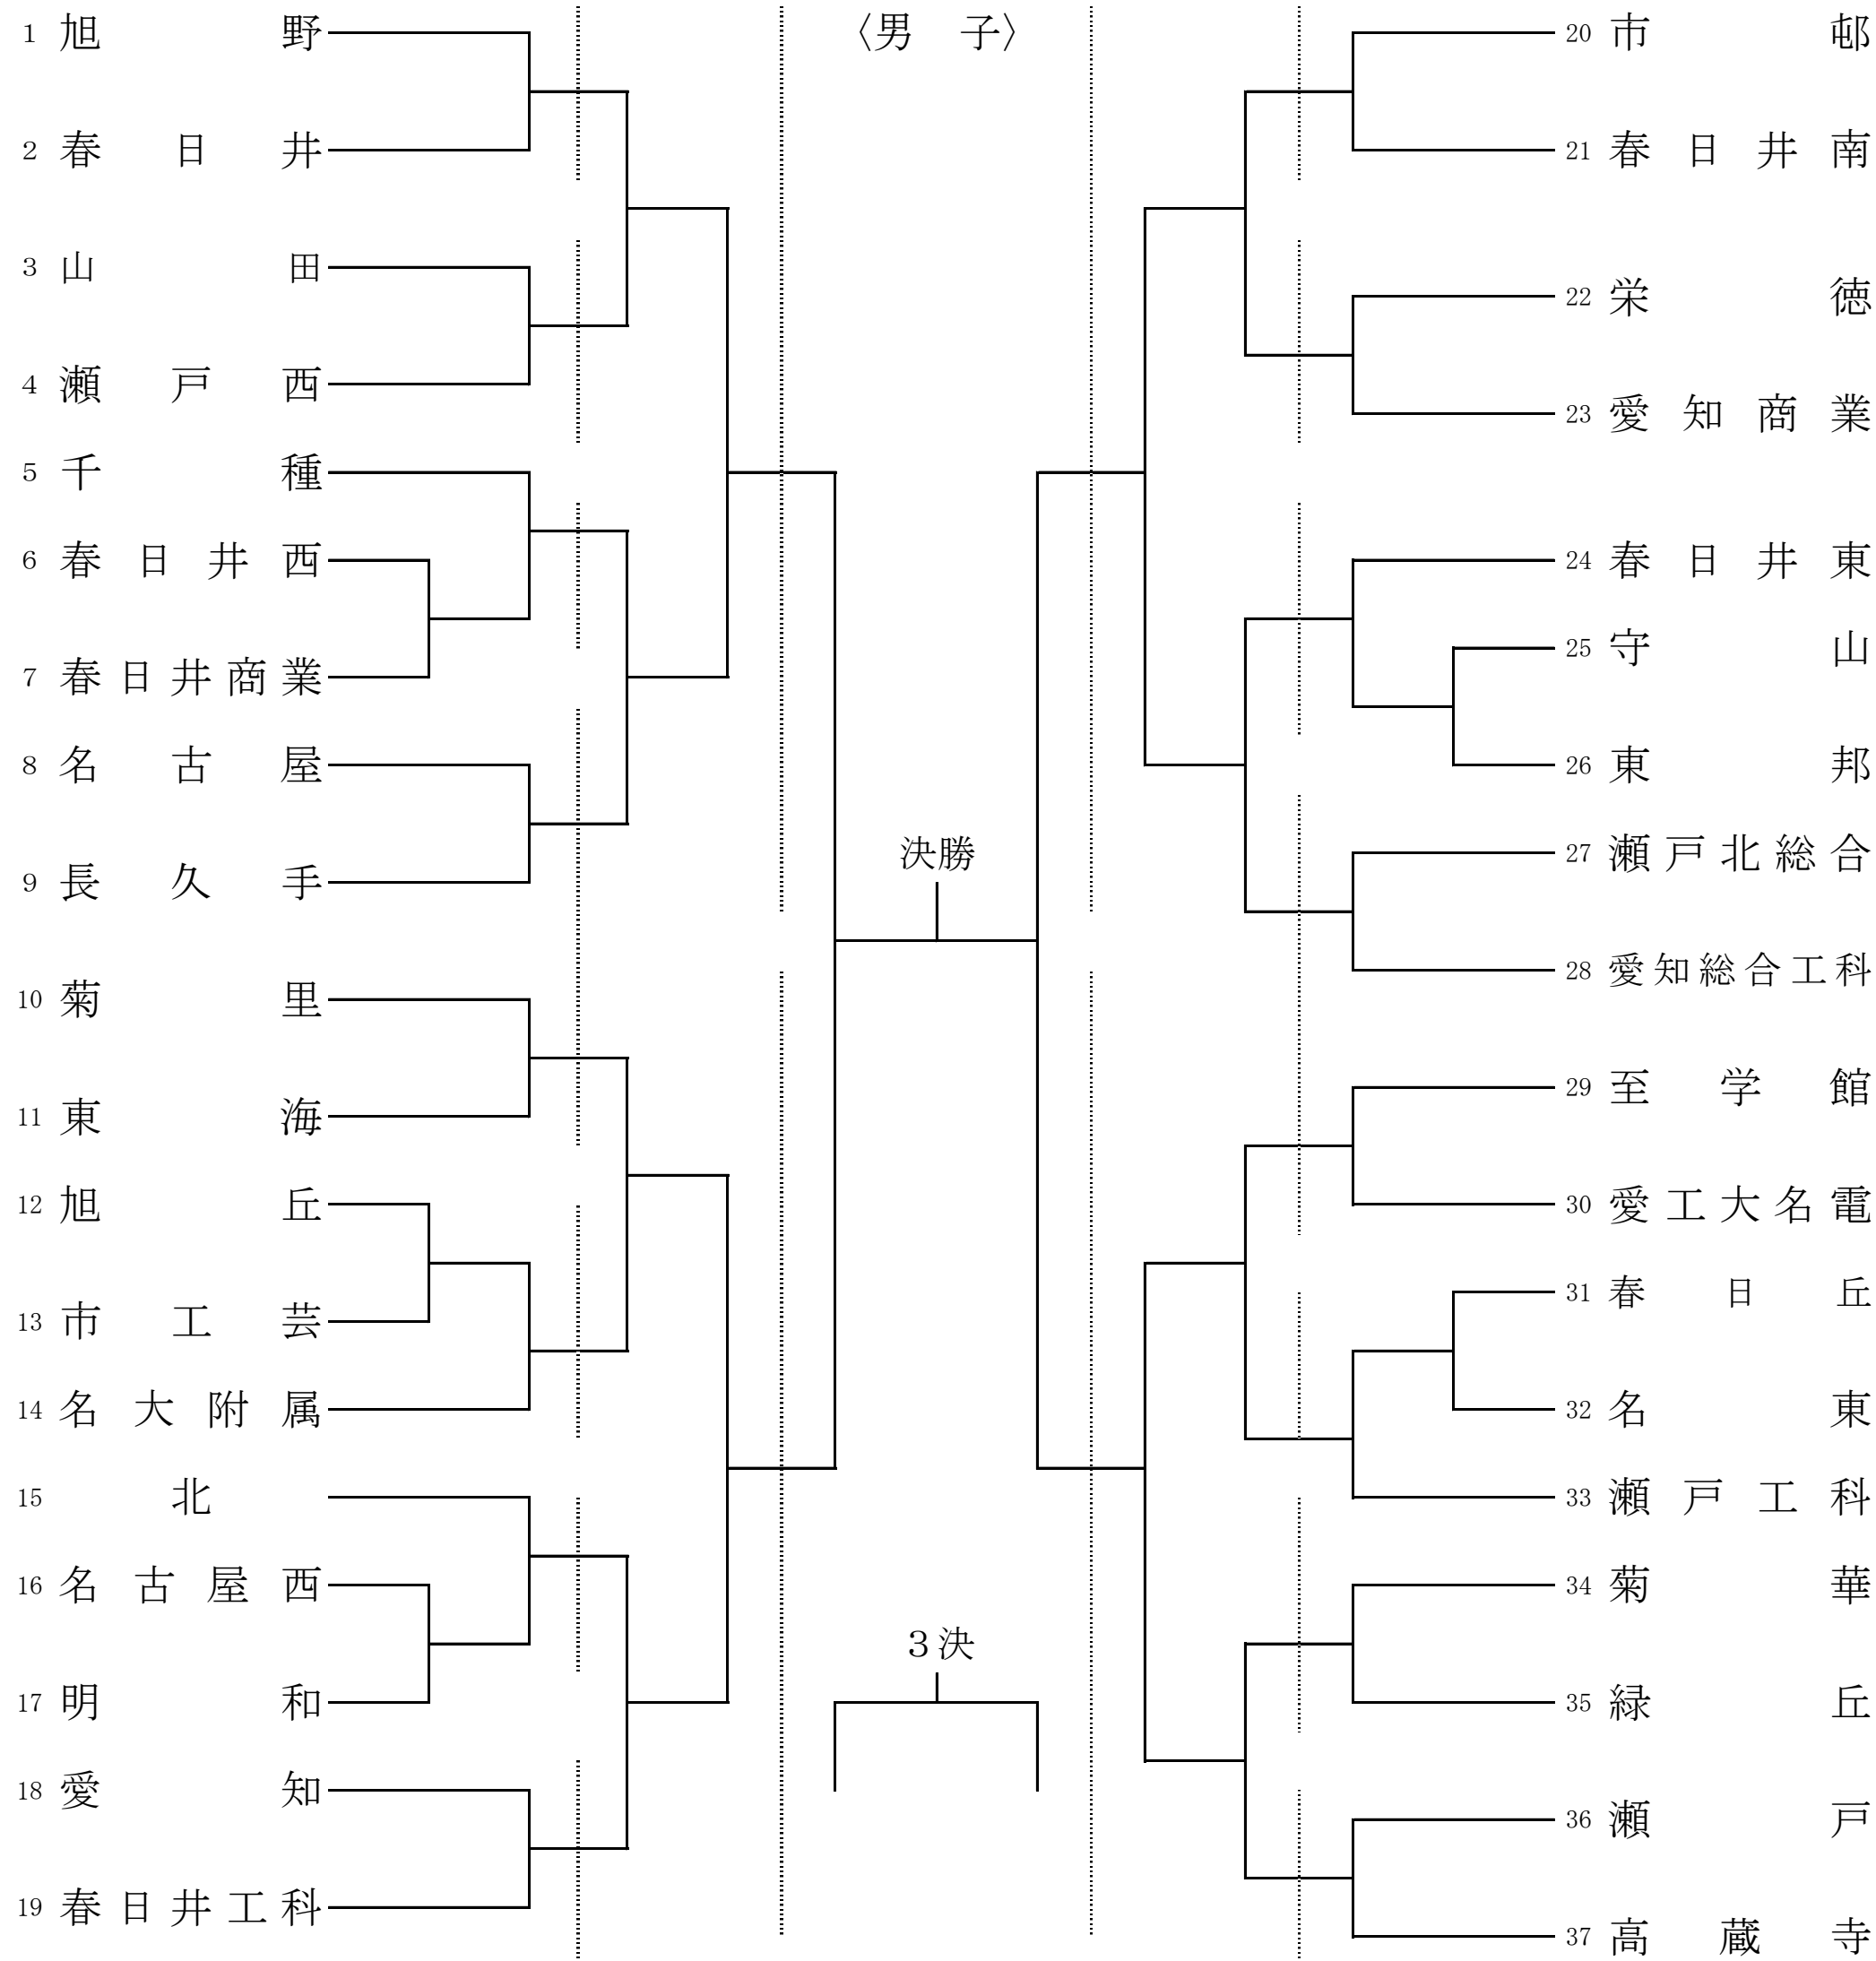 〈男 子〉
1 旭野
2 春日井
3 山田
4 瀬戸西
5 千種
6 春日井西
7 春日井商業
8 名古屋
9 長久手
10 菊里
11 東海
12 旭丘
13 市工芸
14 名大附属
15 北
16 名古屋西
17 明和
18 愛知
19 春日井工科
決勝
3決
20 市邨
21 春日井南
22 栄徳
23 愛知商業
24 春日井東
25 守山
26 東邦
27 瀬戸北総合
28 愛知総合工科
29 至学館
30 愛工大名電
31 春日丘
32 名東
33 瀬戸工科
34 菊華
35 緑丘
36 瀬戸
37 高蔵寺